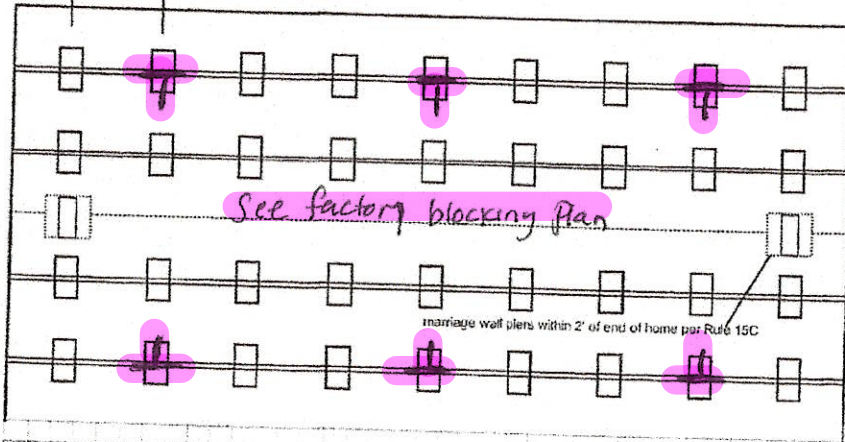 See factory blocking Plan
marriage wall piers within 2' of end of home per Rule 15C